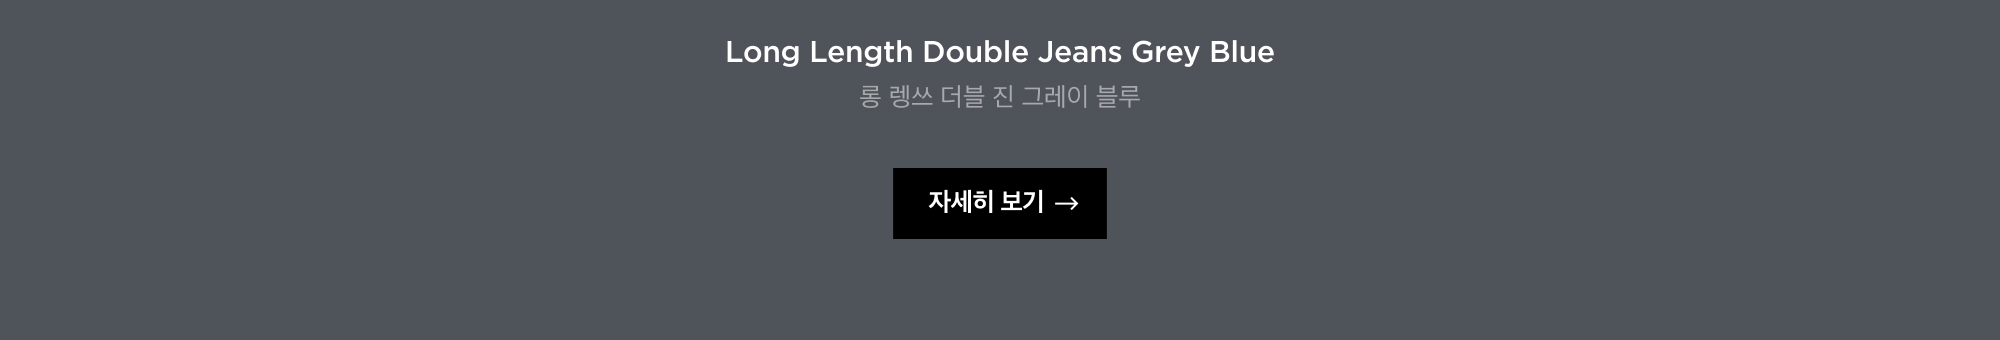 Long Length Double Jeans Grey Blue
롱 렝쓰 더블 진 그레이 블루
자세히 보기 →